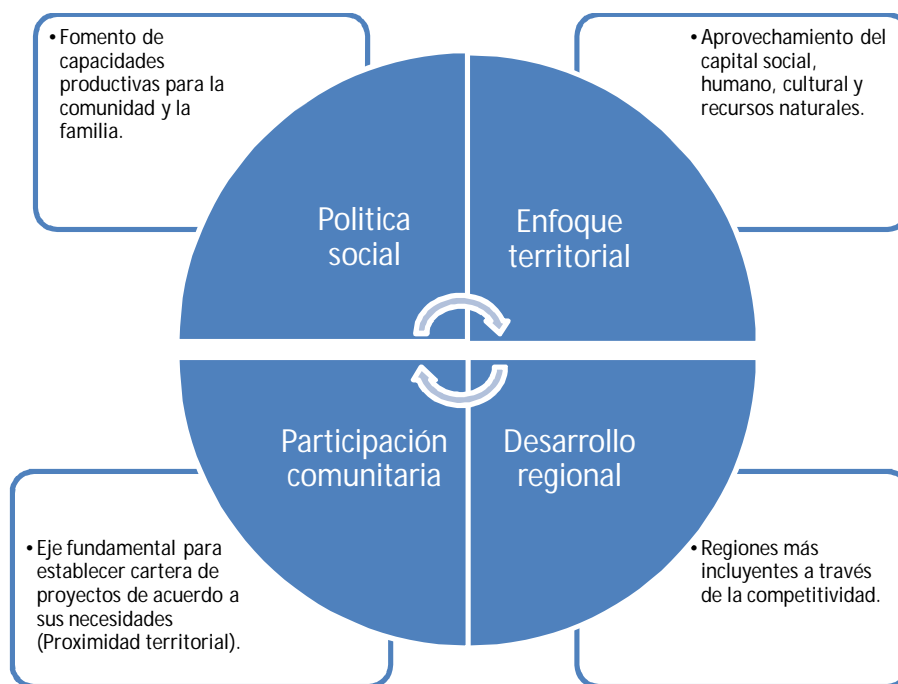 • Fomento de
capacidades
productivas para la
comunidad y la
familia.
• Aprovechamiento del
capital social,
humano, cultural y
recursos naturales.
Politica
social
Enfoque
territorial
Participación
comunitaria
Desarrollo
regional
• Eje fundamental para
establecer cartera de
proyectos de acuerdo a
sus necesidades
(Proximidad territorial).
• Regiones más
incluyentes a través
de la competitividad.